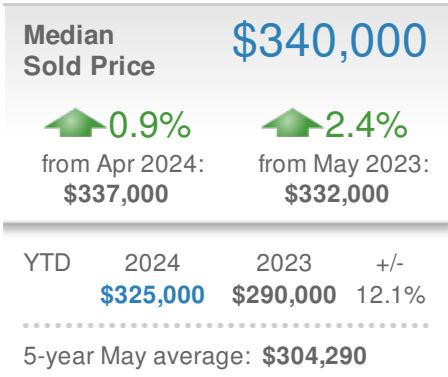 Median
Sold Price
$340,000
0.9%
2.4%
from Apr 2024:
from May 2023:
$337,000
$332,000
YTD 2024 2023 +/-
$325,000 $290,000 12.1%
5-year May average: $304,290